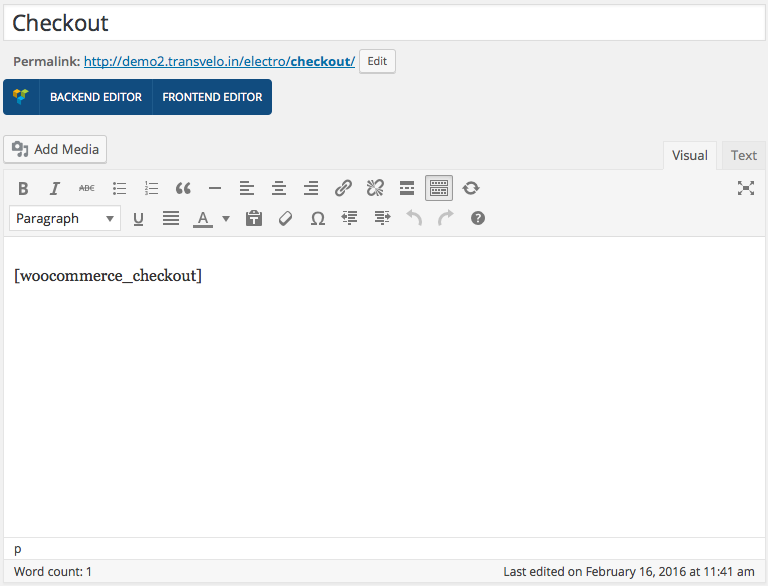 Checkout
Permalink: http://demo2.transvelo.in/electro/checkout/ Edit
BACKEND EDITOR FRONTEND EDITOR
Add Media
Visual Text
B I ABC
Paragraph U A T Ω ?
[woocommerce_checkout]
p
Word count: 1 Last edited on February 16, 2016 at 11:41 am